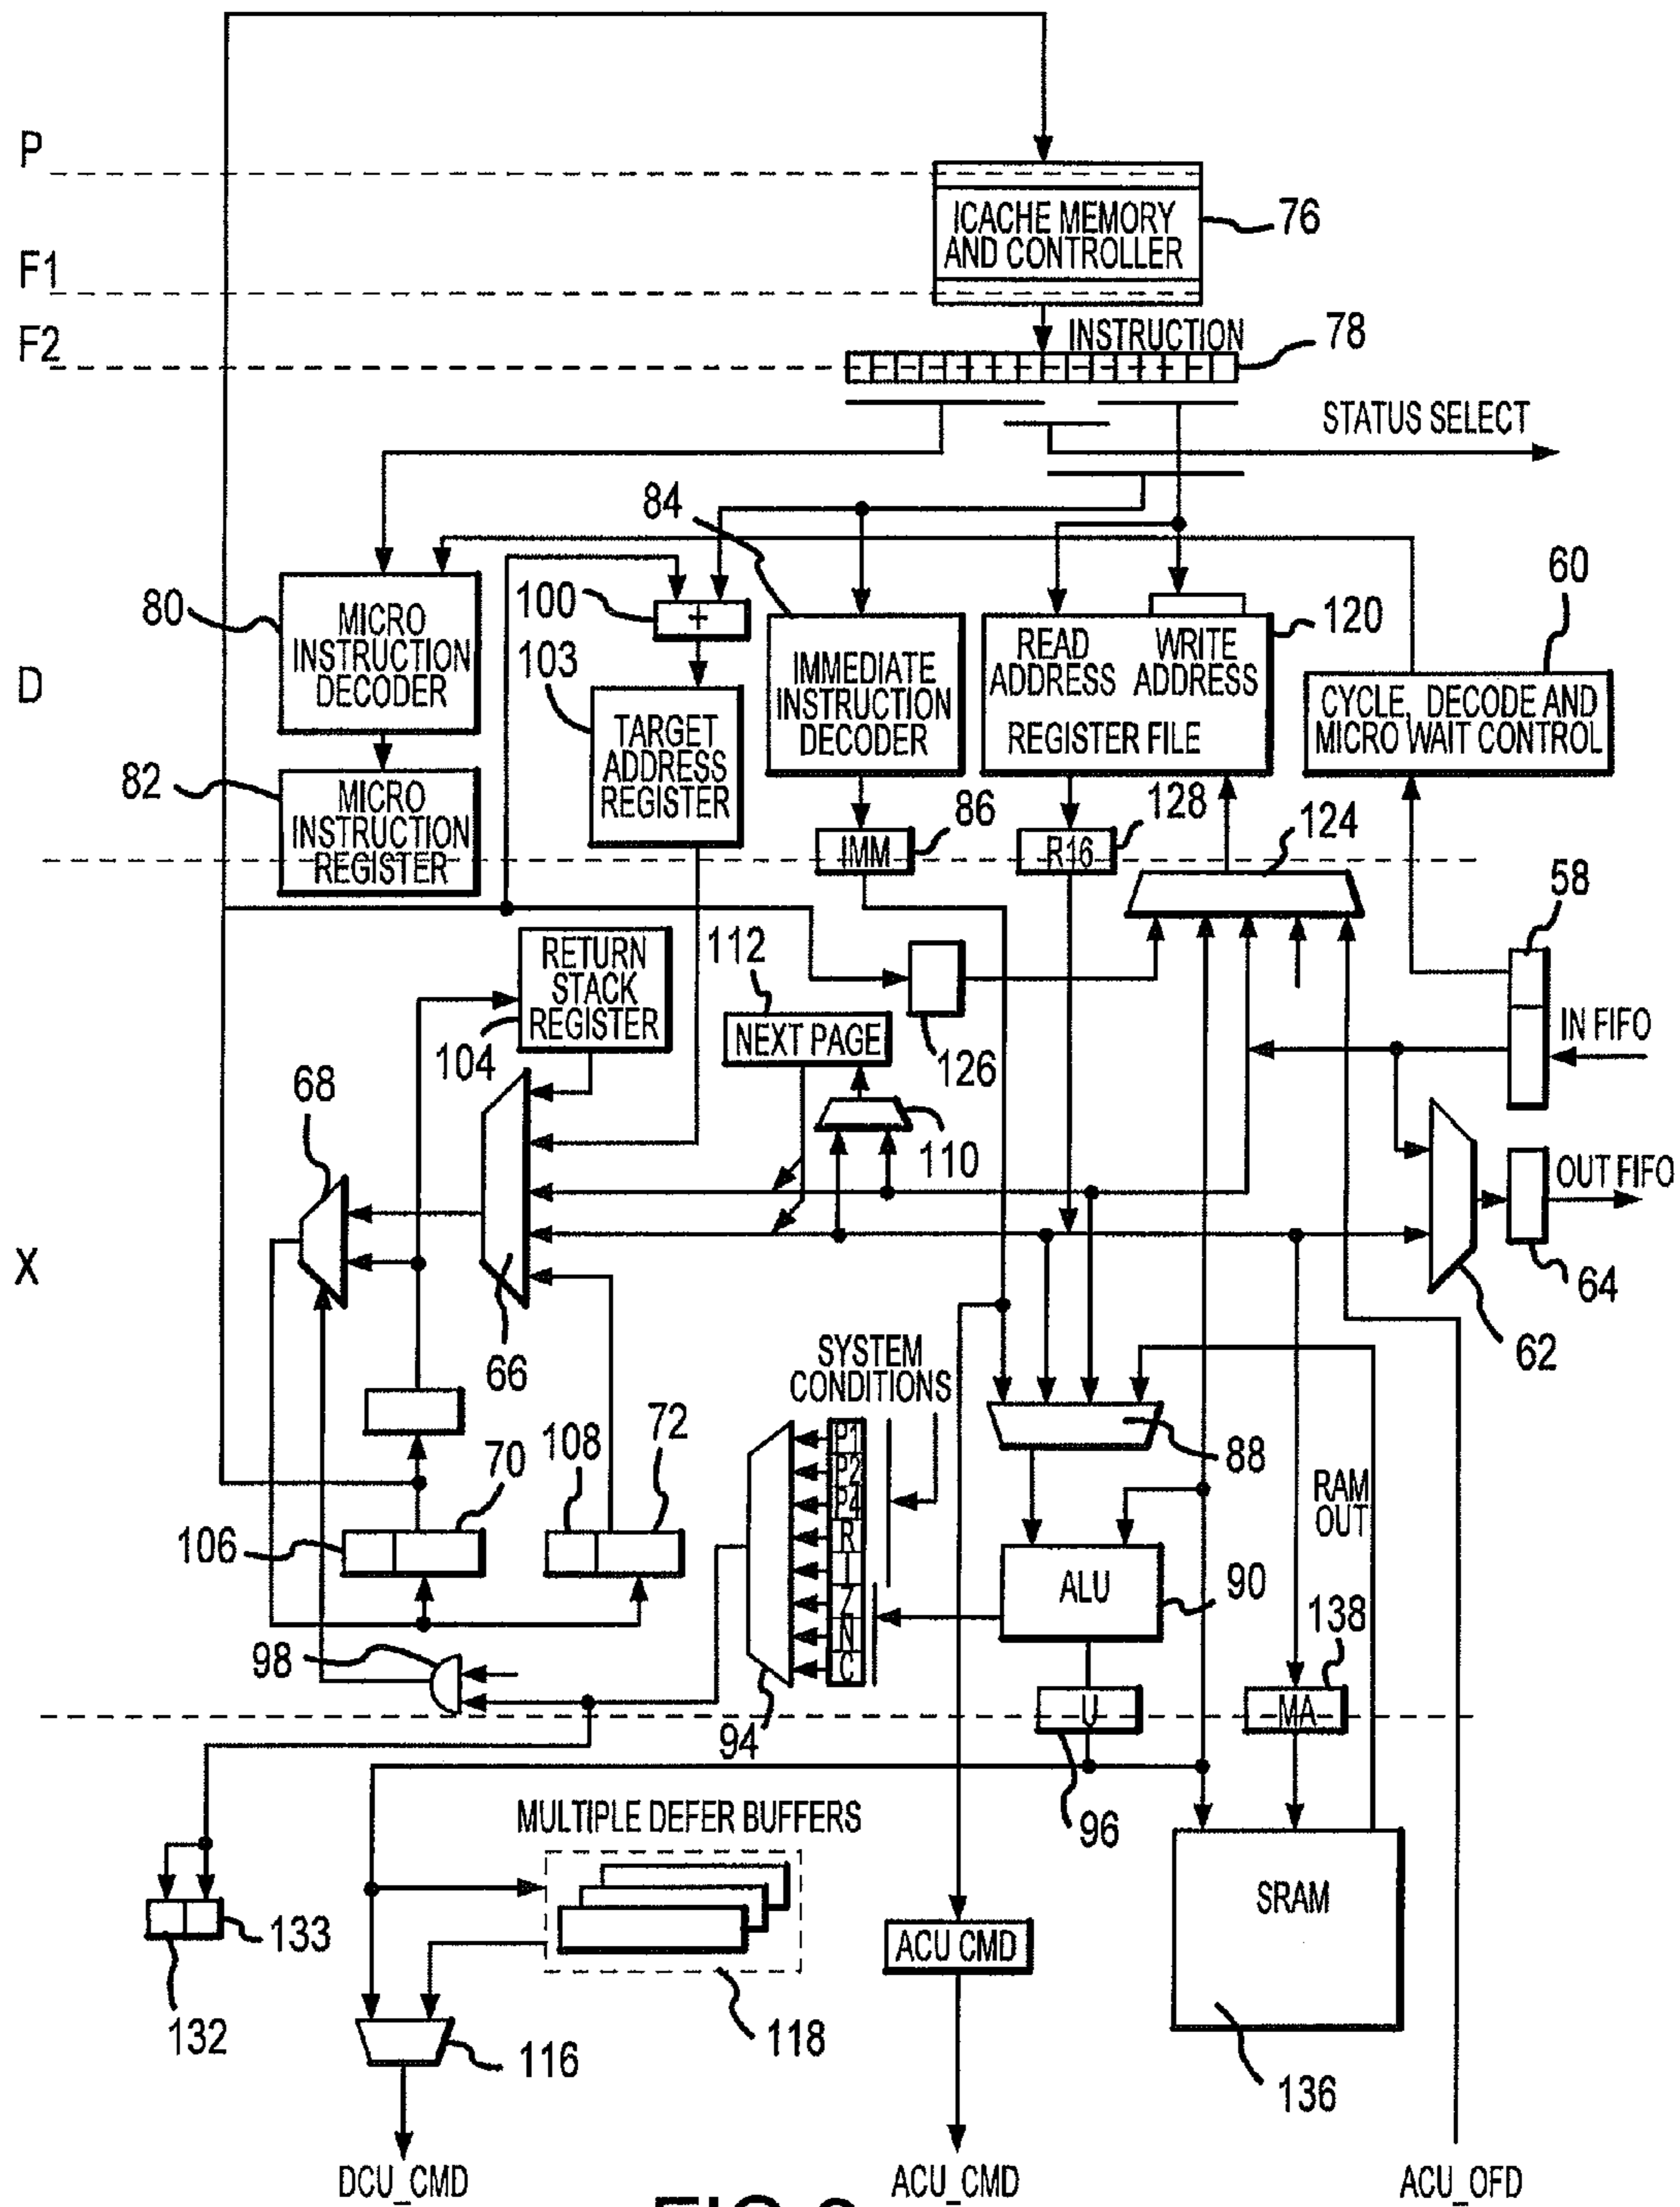 P
ICACHE MEMORY
AND CONTROLLER
76
F1
F2
INSTRUCTION
78
STATUS SELECT
84
80
MICRO
INSTRUCTION
DECODER
100
+
103
TARGET
ADDRESS
REGISTER
IMMEDIATE
INSTRUCTION
DECODER
READ
ADDRESS
WRITE
ADDRESS
REGISTER FILE
120
60
CYCLE, DECODE AND
MICRO WAIT CONTROL
D
82
MICRO
INSTRUCTION
REGISTER
IMM
86
R16
128
124
58
RETURN
STACK
REGISTER
104
112
NEXT PAGE
126
IN FIFO
68
110
OUT FIFO
X
66
64
62
SYSTEM
CONDITIONS
P1
P2
P4
R
I
Z
N
C
88
RAM
OUT
106
70
108
72
ALU
90
138
98
94
U
MA
96
MULTIPLE DEFER BUFFERS
132
133
118
116
ACU CMD
SRAM
136
DCU_CMD
ACU_CMD
ACU_OFD